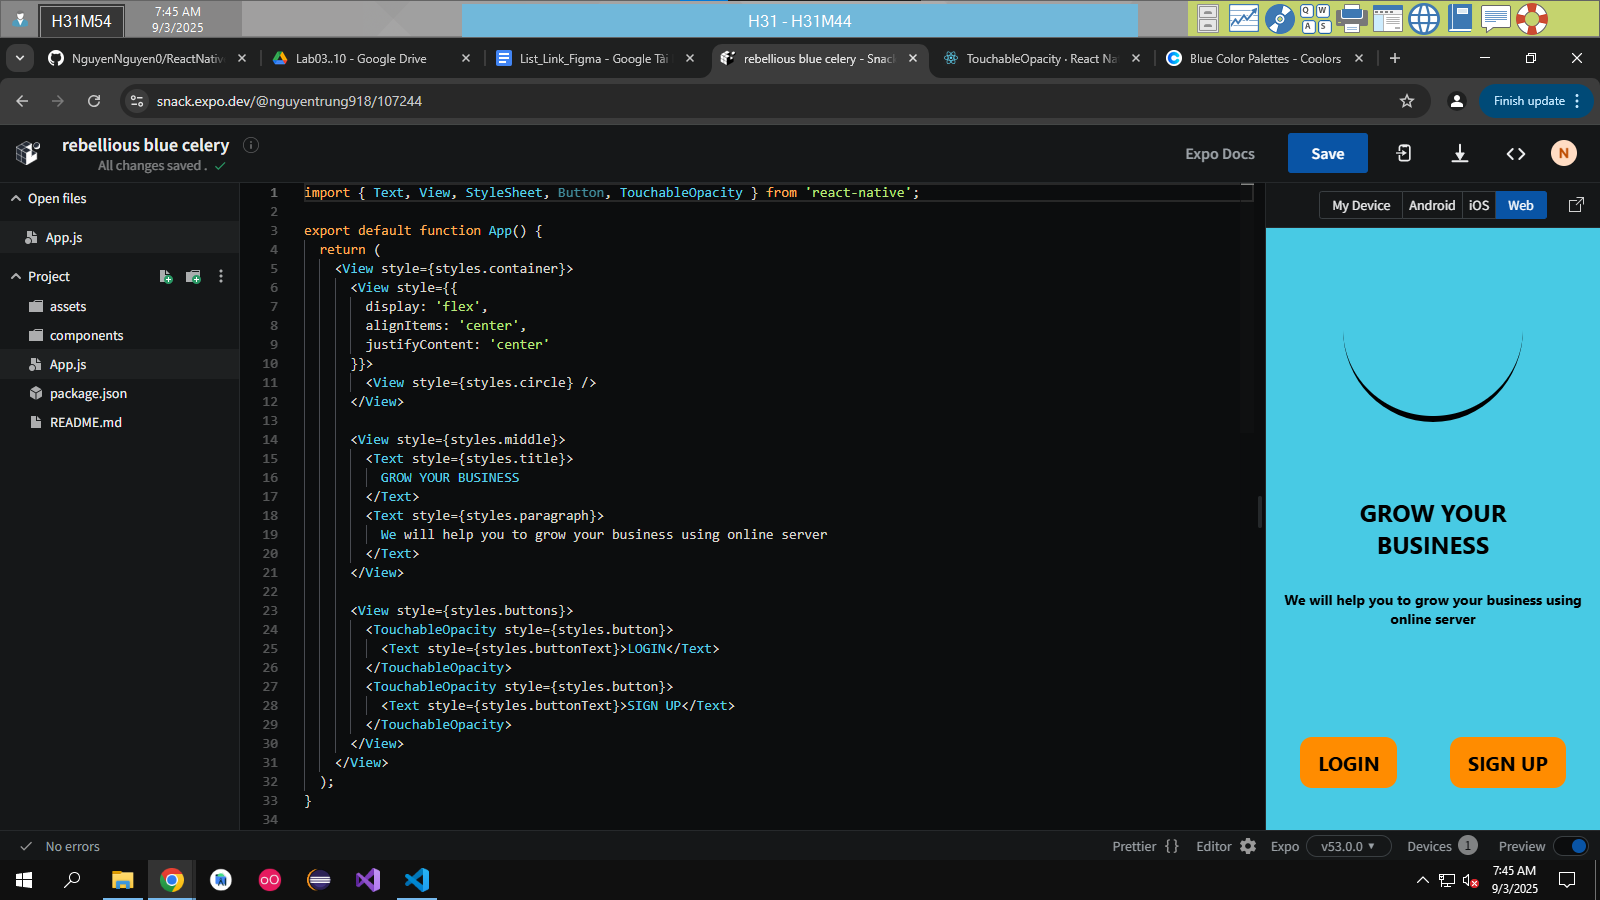 H31M54
7:45 AM
9/3/2025
H31 - H31M44
Q W
A S
NguyenNguyen0/ReactNativ
Lab03..10 - Google Drive
List_Link_Figma - Google Tài
rebellious blue celery - Snack
TouchableOpacity · React Na
Blue Color Palettes - Coolors
snack.expo.dev/@nguyentrung918/107244
Finish update
rebellious blue celery
All changes saved .
Expo Docs
Save
N
Open files
App.js
Project
assets
components
App.js
package.json
README.md
1 import { Text, View, StyleSheet, Button, TouchableOpacity } from 'react-native';
2
3 export default function App() {
4 return (
5 <View style={styles.container}>
6 <View style={{
7 display: 'flex',
8 alignItems: 'center',
9 justifyContent: 'center'
10 }}>
11 <View style={styles.circle} />
12 </View>
13
14 <View style={styles.middle}>
15 <Text style={styles.title}>
16 GROW YOUR BUSINESS
17 </Text>
18 <Text style={styles.paragraph}>
19 We will help you to grow your business using online server
20 </Text>
21 </View>
22
23 <View style={styles.buttons}>
24 <TouchableOpacity style={styles.button}>
25 <Text style={styles.buttonText}>LOGIN</Text>
26 </TouchableOpacity>
27 <TouchableOpacity style={styles.button}>
28 <Text style={styles.buttonText}>SIGN UP</Text>
29 </TouchableOpacity>
30 </View>
31 </View>
32 );
33 }
34
My Device Android iOS Web
GROW YOUR
BUSINESS
We will help you to grow your business using
online server
LOGIN
SIGN UP
No errors
Prettier {} Editor Expo v53.0.0 Devices 1 Preview
7:45 AM
9/3/2025